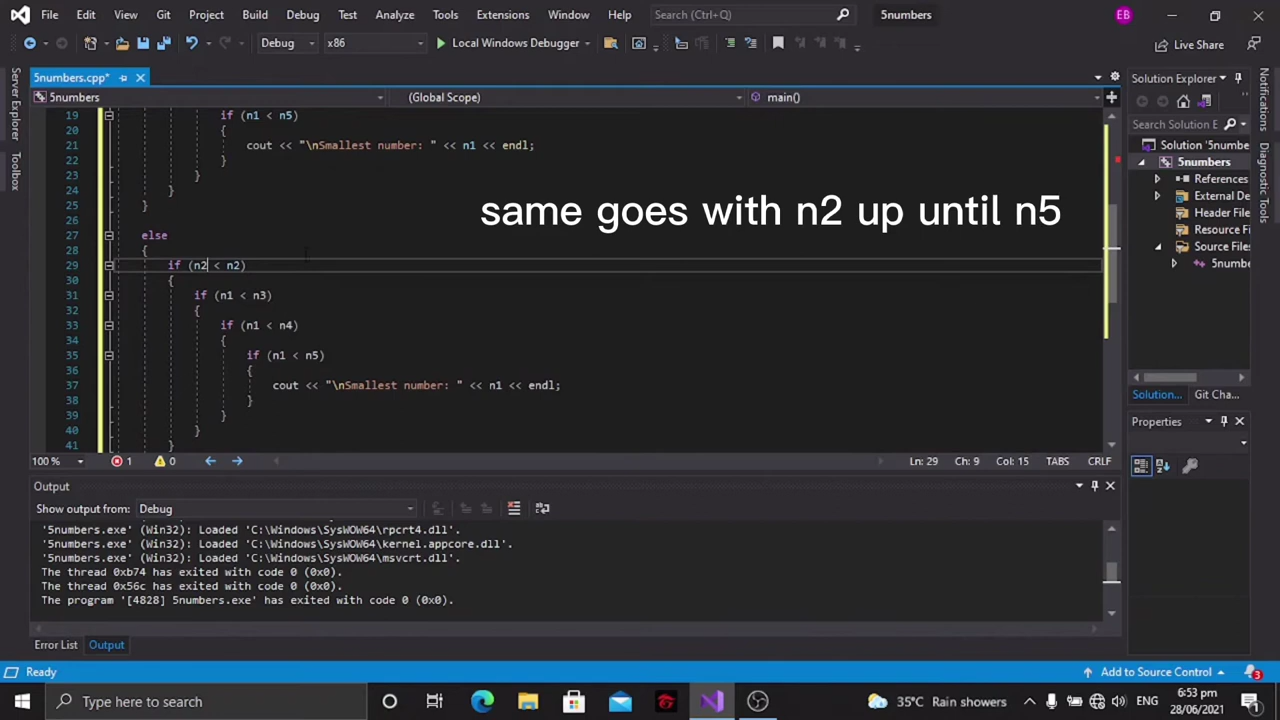 File Edit View Git Project Build Debug Test Analyze Tools Extensions Window Help Search (Ctrl+Q) 5numbers EB
Debug x86 Local Windows Debugger Live Share
5numbers.cpp* Solution Explorer
5numbers (Global Scope) main()
Server Explorer
Toolbox
Notifications
Diagnostic Tools
19 if (n1 < n5)
20 {
21 cout << "\nSmallest number: " << n1 << endl;
22 }
23 }
24 }
25 }
26
27 else
28 {
29 if (n2 < n2)
30 {
31 if (n1 < n3)
32 {
33 if (n1 < n4)
34 {
35 if (n1 < n5)
36 {
37 cout << "\nSmallest number: " << n1 << endl;
38 }
39 }
40 }
41 }
same goes with n2 up until n5
Search Solution E
Solution '5number
5numbers
References
External De
Header File
Resource F
Source Files
5numb
Solution... Git Cha...
Properties
100 % 1 0 Ln: 29 Ch: 9 Col: 15 TABS CRLF
Output
Show output from: Debug
'5numbers.exe' (Win32): Loaded 'C:\Windows\SysWOW64\rpcrt4.dll'.
'5numbers.exe' (Win32): Loaded 'C:\Windows\SysWOW64\kernel.appcore.dll'.
'5numbers.exe' (Win32): Loaded 'C:\Windows\SysWOW64\msvcrt.dll'.
The thread 0xb74 has exited with code 0 (0x0).
The thread 0x56c has exited with code 0 (0x0).
The program '[4828] 5numbers.exe' has exited with code 0 (0x0).
Error List Output
Ready Add to Source Control 3
Type here to search 35°C Rain showers ENG 6:53 pm
28/06/2021 1